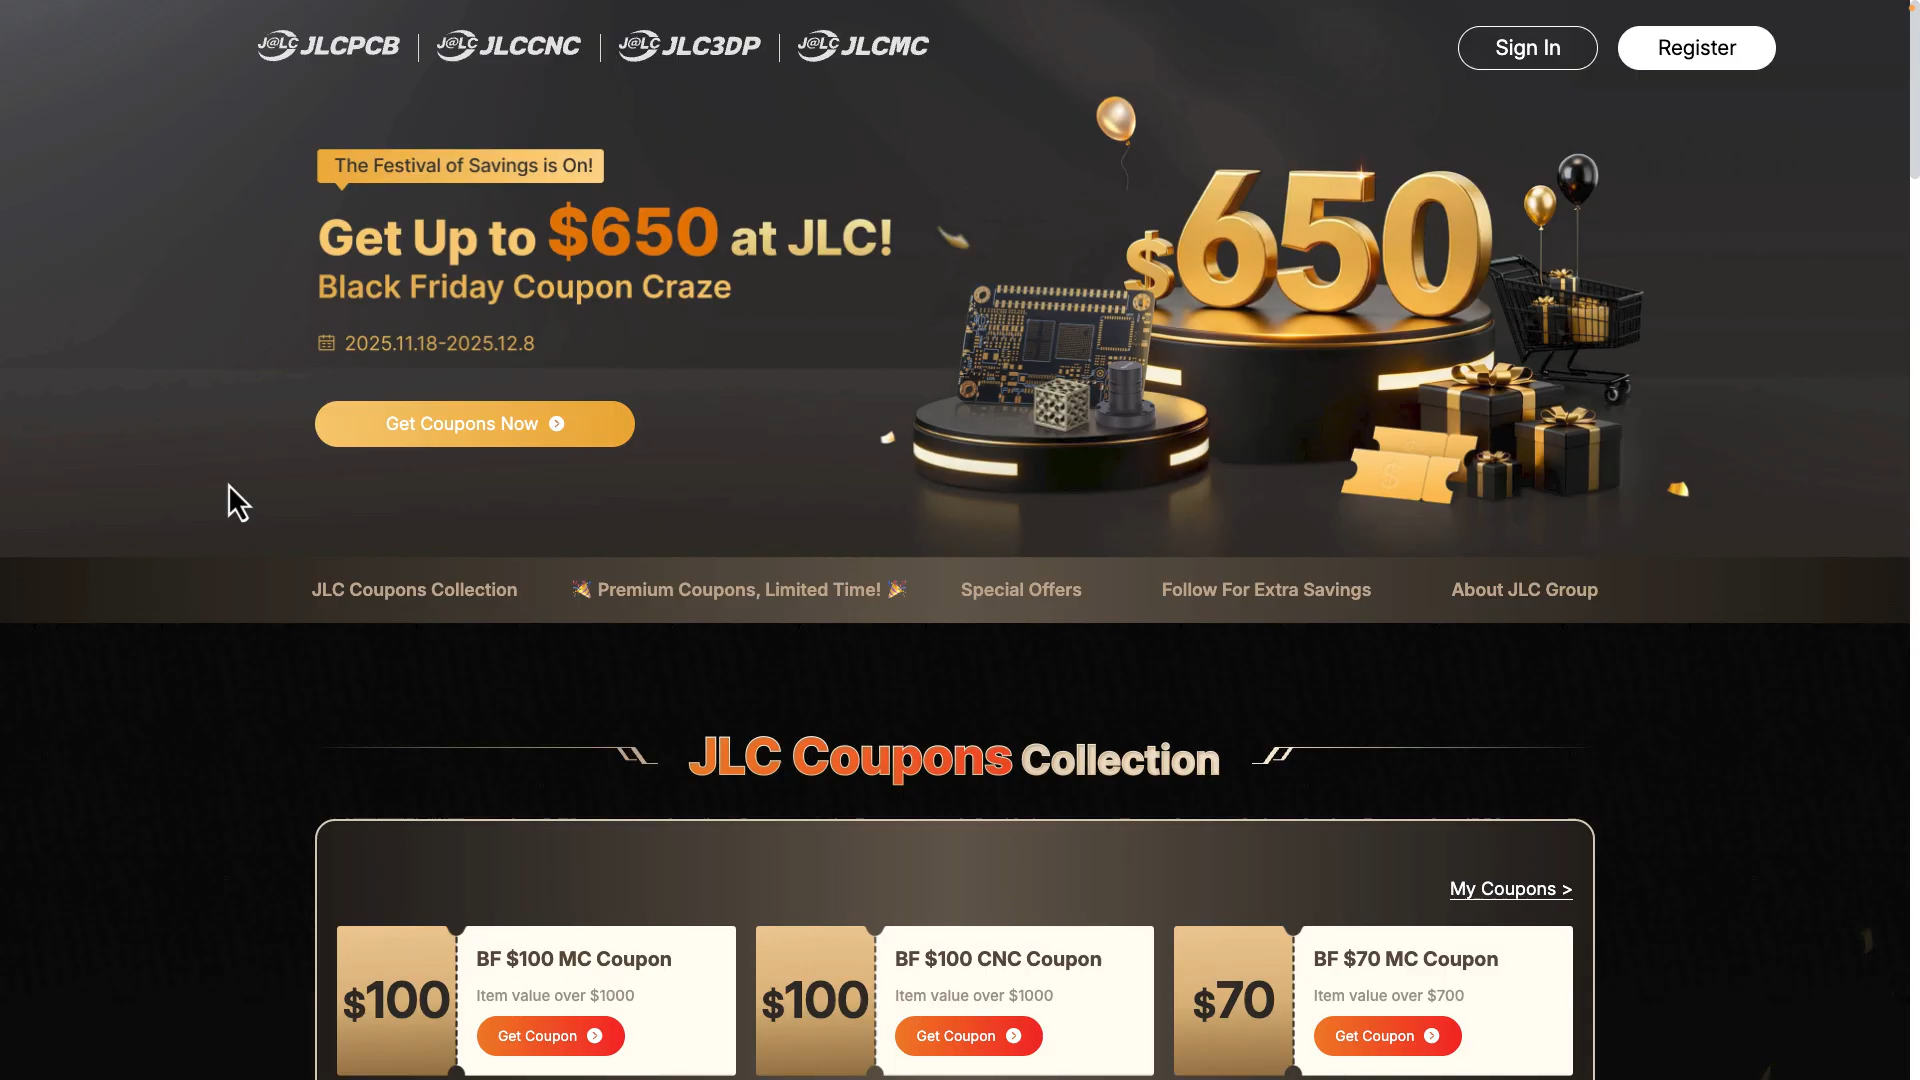 J@LC JLCPCB
J@LC JLCCNC
J@LC JLC3DP
J@LC JLCMC
Sign In
Register
The Festival of Savings is On!
Get Up to $650 at JLC!
Black Friday Coupon Craze
2025.11.18-2025.12.8
Get Coupons Now
$650
JLC Coupons Collection
Premium Coupons, Limited Time!
Special Offers
Follow For Extra Savings
About JLC Group
JLC Coupons Collection
My Coupons >
$100
BF $100 MC Coupon
Item value over $1000
Get Coupon
$100
BF $100 CNC Coupon
Item value over $1000
Get Coupon
$70
BF $70 MC Coupon
Item value over $700
Get Coupon